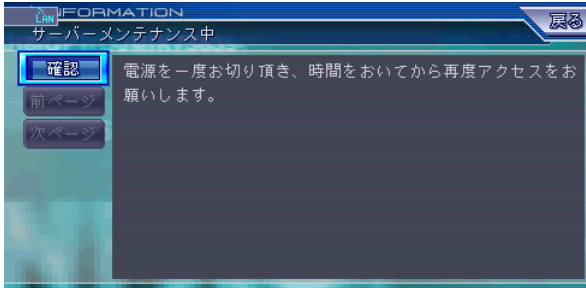 INFORMATION
LAN
戻る
サーバーメンテナンス中
確認
電源を一度お切り頂き、時間をおいてから再度アクセスをお
願いします。
前ページ
次ページ